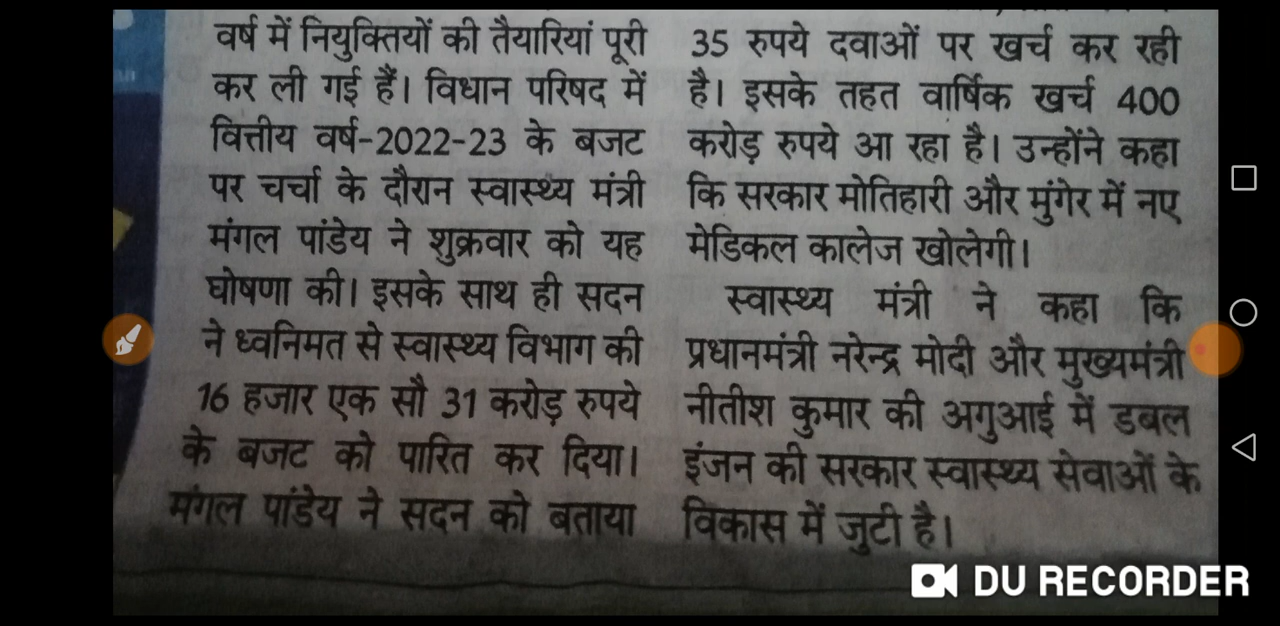 वर्ष में नियुक्तियों की तैयारियां पूरी
कर ली गई हैं। विधान परिषद में
वित्तीय वर्ष-2022-23 के बजट
पर चर्चा के दौरान स्वास्थ्य मंत्री
मंगल पांडेय ने शुक्रवार को यह
घोषणा की। इसके साथ ही सदन
ने ध्वनिमत से स्वास्थ्य विभाग की
16 हजार एक सौ 31 करोड़ रुपये
के बजट को पारित कर दिया।
मंगल पांडेय ने सदन को बताया
35 रुपये दवाओं पर खर्च कर रही
है। इसके तहत वार्षिक खर्च 400
करोड़ रुपये आ रहा है। उन्होंने कहा
कि सरकार मोतिहारी और मुंगेर में नए
मेडिकल कालेज खोलेगी।
स्वास्थ्य मंत्री ने कहा कि
प्रधानमंत्री नरेन्द्र मोदी और मुख्यमंत्री
नीतीश कुमार की अगुआई में डबल
इंजन की सरकार स्वास्थ्य सेवाओं के
विकास में जुटी है।
DU RECORDER